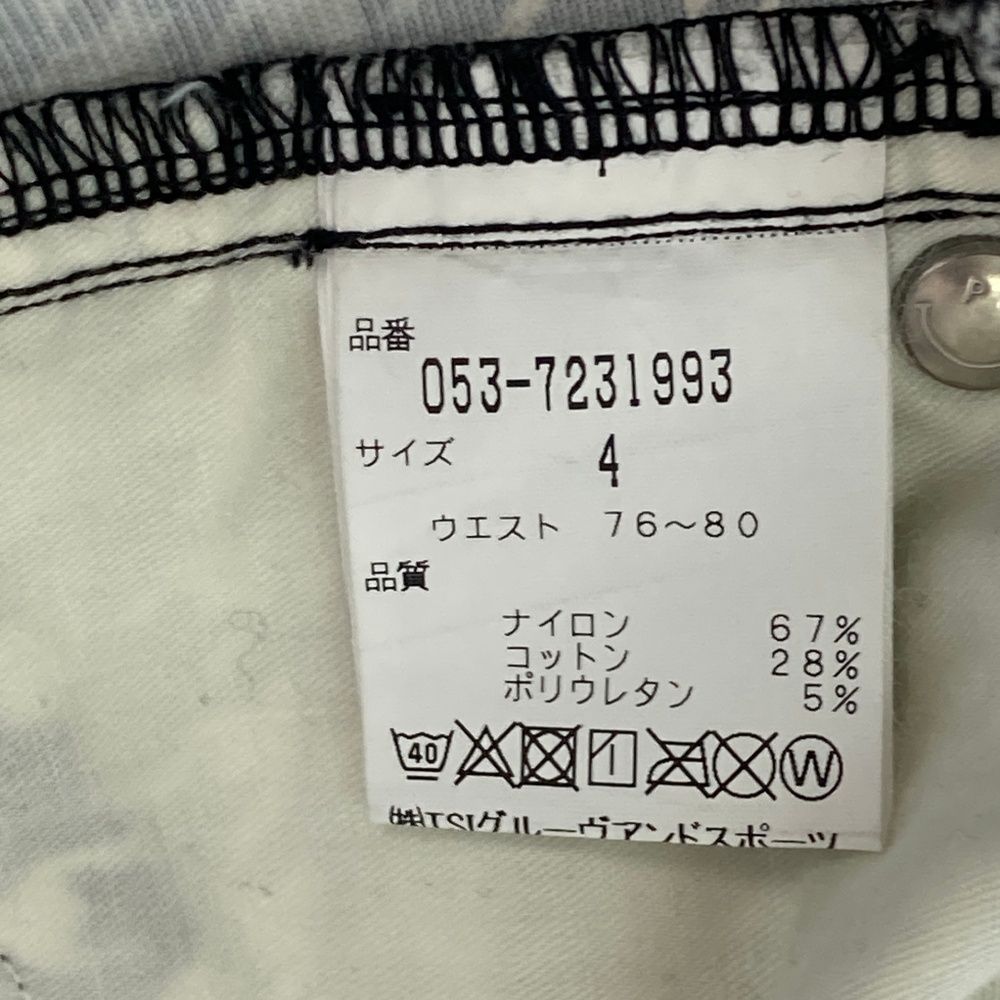 品番
053-7231993
サイズ 4
ウエスト 76～80
品質
ナイロン 67%
コットン 28%
ポリウレタン 5%
40 W
㈱TSIグルーヴアンドスポーツ